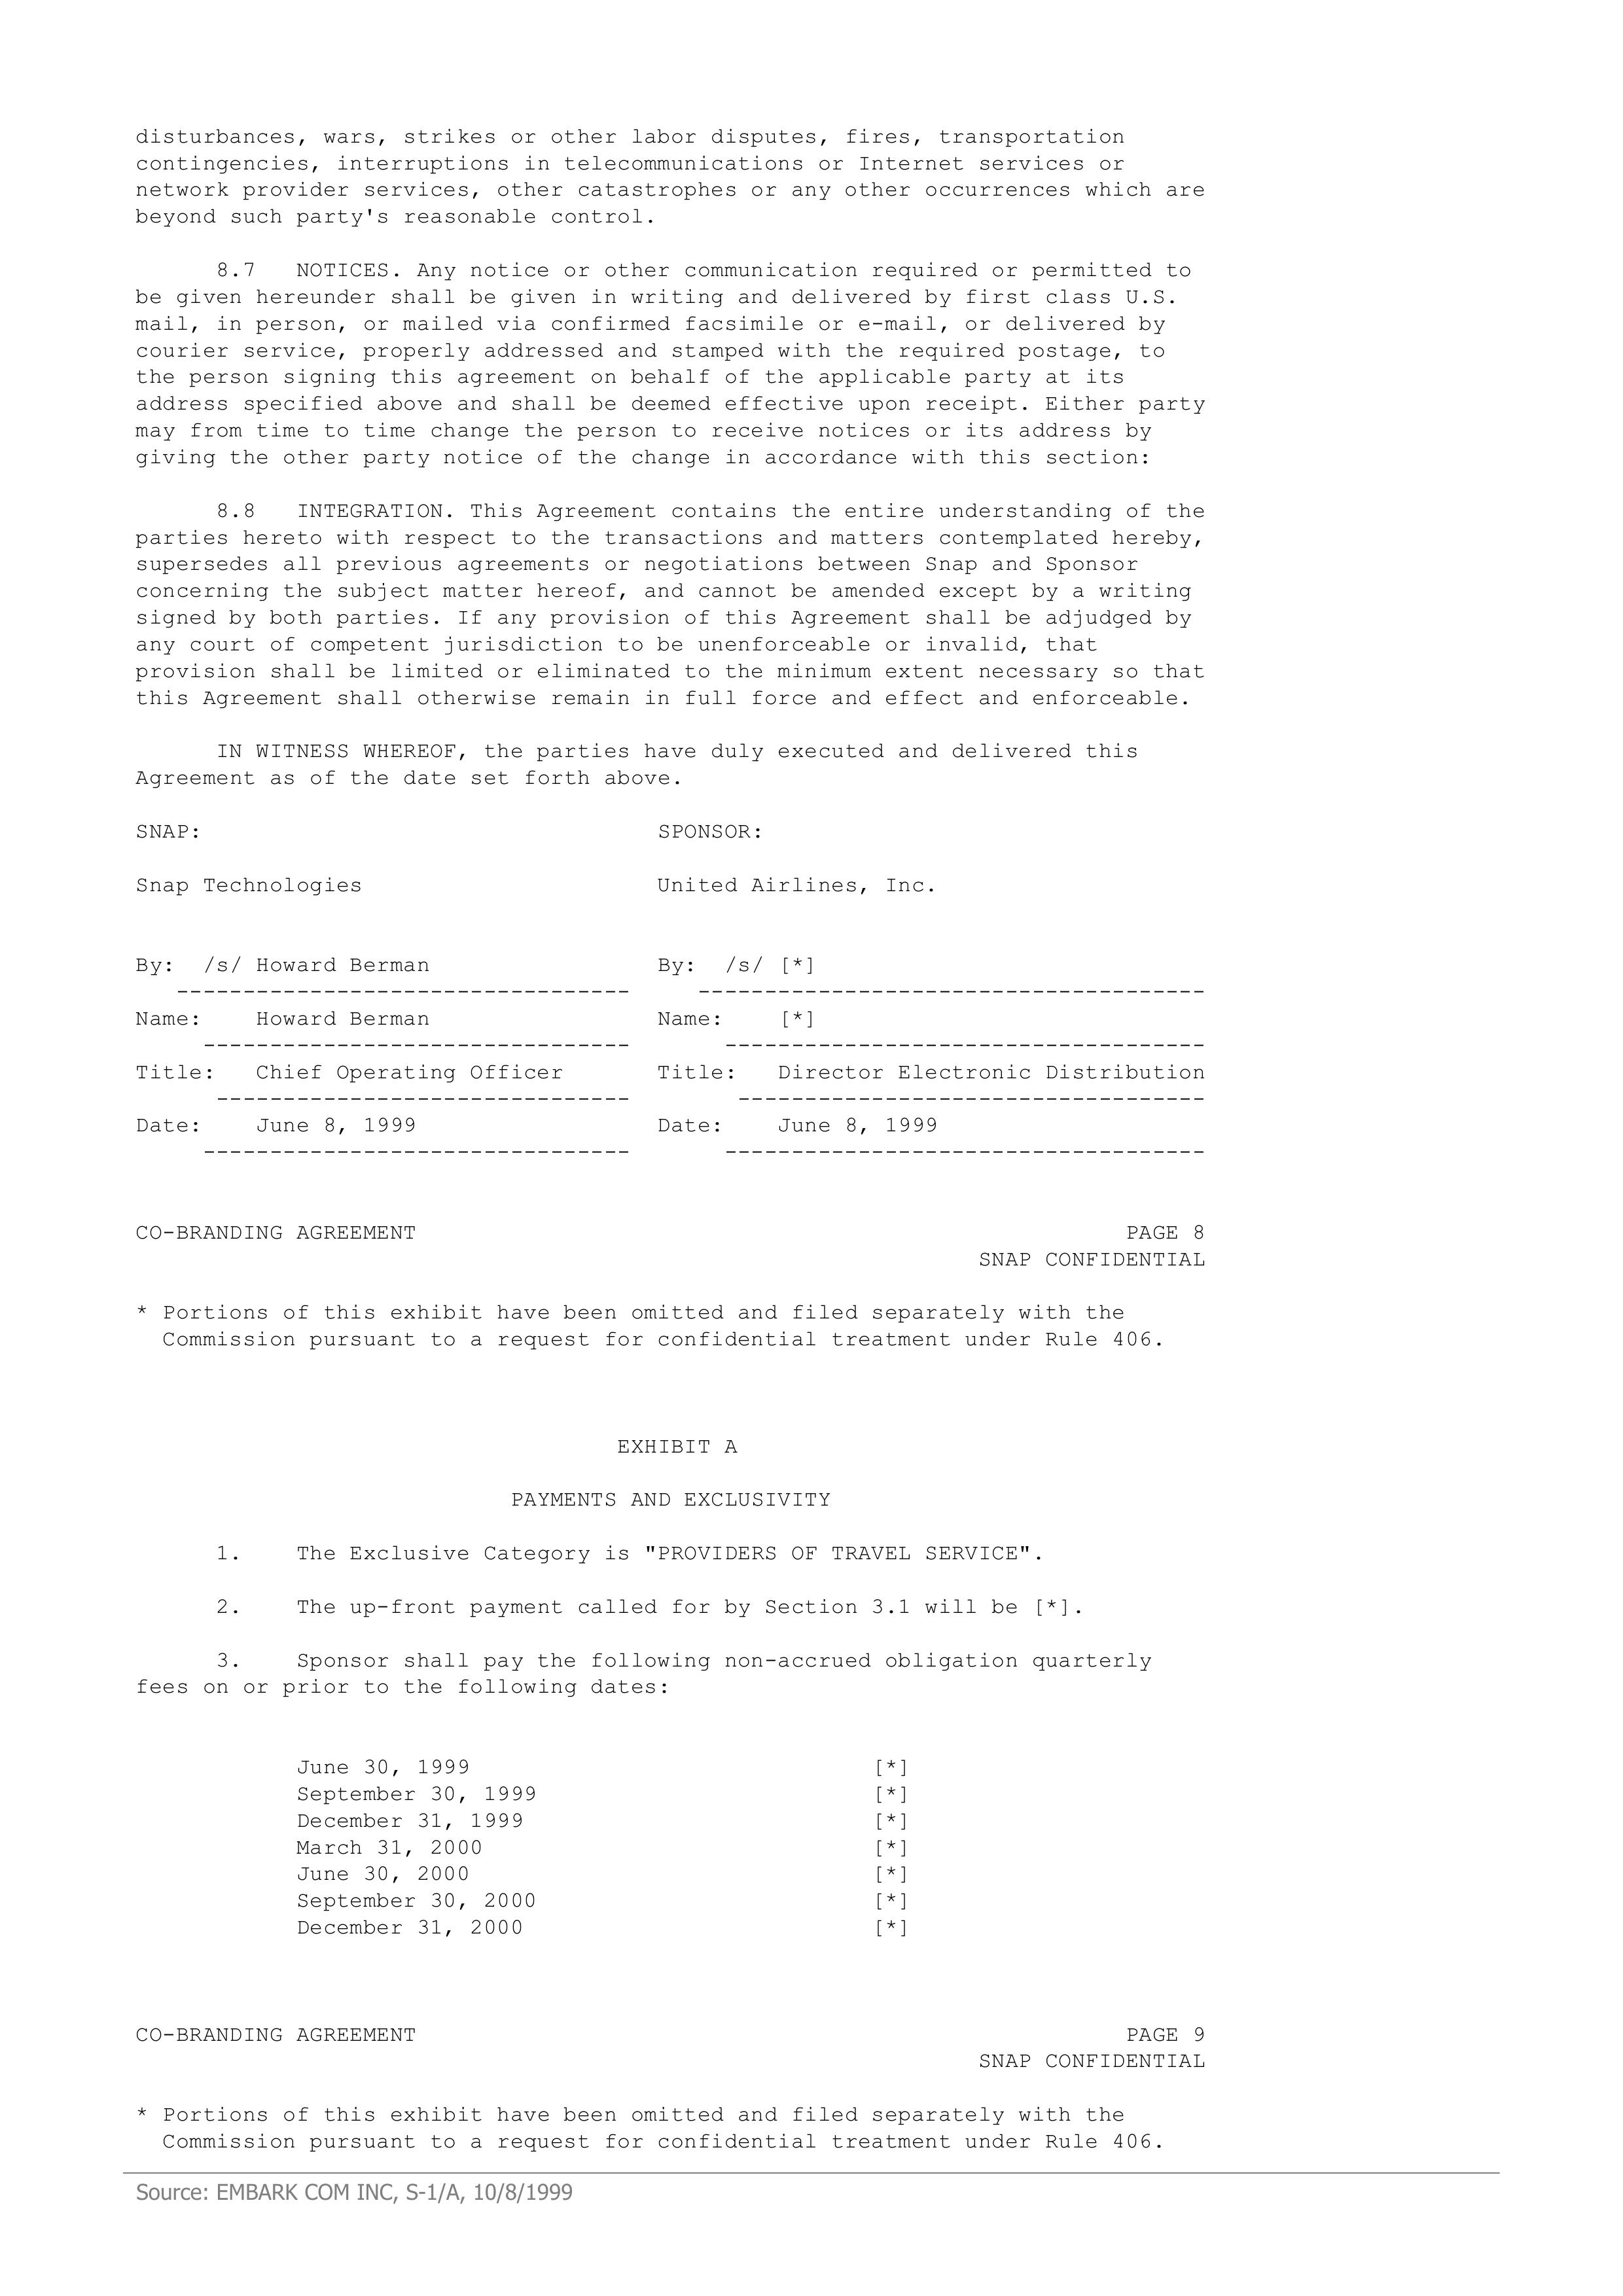 disturbances, wars, strikes or other labor disputes, fires, transportation
contingencies, interruptions in telecommunications or Internet services or
network provider services, other catastrophes or any other occurrences which are
beyond such party's reasonable control.
8.7 NOTICES. Any notice or other communication required or permitted to
be given hereunder shall be given in writing and delivered by first class U.S.
mail, in person, or mailed via confirmed facsimile or e-mail, or delivered by
courier service, properly addressed and stamped with the required postage, to
the person signing this agreement on behalf of the applicable party at its
address specified above and shall be deemed effective upon receipt. Either party
may from time to time change the person to receive notices or its address by
giving the other party notice of the change in accordance with this section:
8.8 INTEGRATION. This Agreement contains the entire understanding of the
parties hereto with respect to the transactions and matters contemplated hereby,
supersedes all previous agreements or negotiations between Snap and Sponsor
concerning the subject matter hereof, and cannot be amended except by a writing
signed by both parties. If any provision of this Agreement shall be adjudged by
any court of competent jurisdiction to be unenforceable or invalid, that
provision shall be limited or eliminated to the minimum extent necessary so that
this Agreement shall otherwise remain in full force and effect and enforceable.
IN WITNESS WHEREOF, the parties have duly executed and delivered this
Agreement as of the date set forth above.
SNAP: SPONSOR:
Snap Technologies United Airlines, Inc.
By: /s/ Howard Berman By: /s/ [*]
---------------------------------- --------------------------------------
Name: Howard Berman Name: [*]
-------------------------------- ------------------------------------
Title: Chief Operating Officer Title: Director Electronic Distribution
------------------------------- -----------------------------------
Date: June 8, 1999 Date: June 8, 1999
-------------------------------- ------------------------------------
CO-BRANDING AGREEMENT PAGE 8
SNAP CONFIDENTIAL
* Portions of this exhibit have been omitted and filed separately with the
Commission pursuant to a request for confidential treatment under Rule 406.
EXHIBIT A
PAYMENTS AND EXCLUSIVITY
1. The Exclusive Category is "PROVIDERS OF TRAVEL SERVICE".
2. The up-front payment called for by Section 3.1 will be [*].
3. Sponsor shall pay the following non-accrued obligation quarterly
fees on or prior to the following dates:
June 30, 1999 [*]
September 30, 1999 [*]
December 31, 1999 [*]
March 31, 2000 [*]
June 30, 2000 [*]
September 30, 2000 [*]
December 31, 2000 [*]
CO-BRANDING AGREEMENT PAGE 9
SNAP CONFIDENTIAL
* Portions of this exhibit have been omitted and filed separately with the
Commission pursuant to a request for confidential treatment under Rule 406.
Source: EMBARK COM INC, S-1/A, 10/8/1999